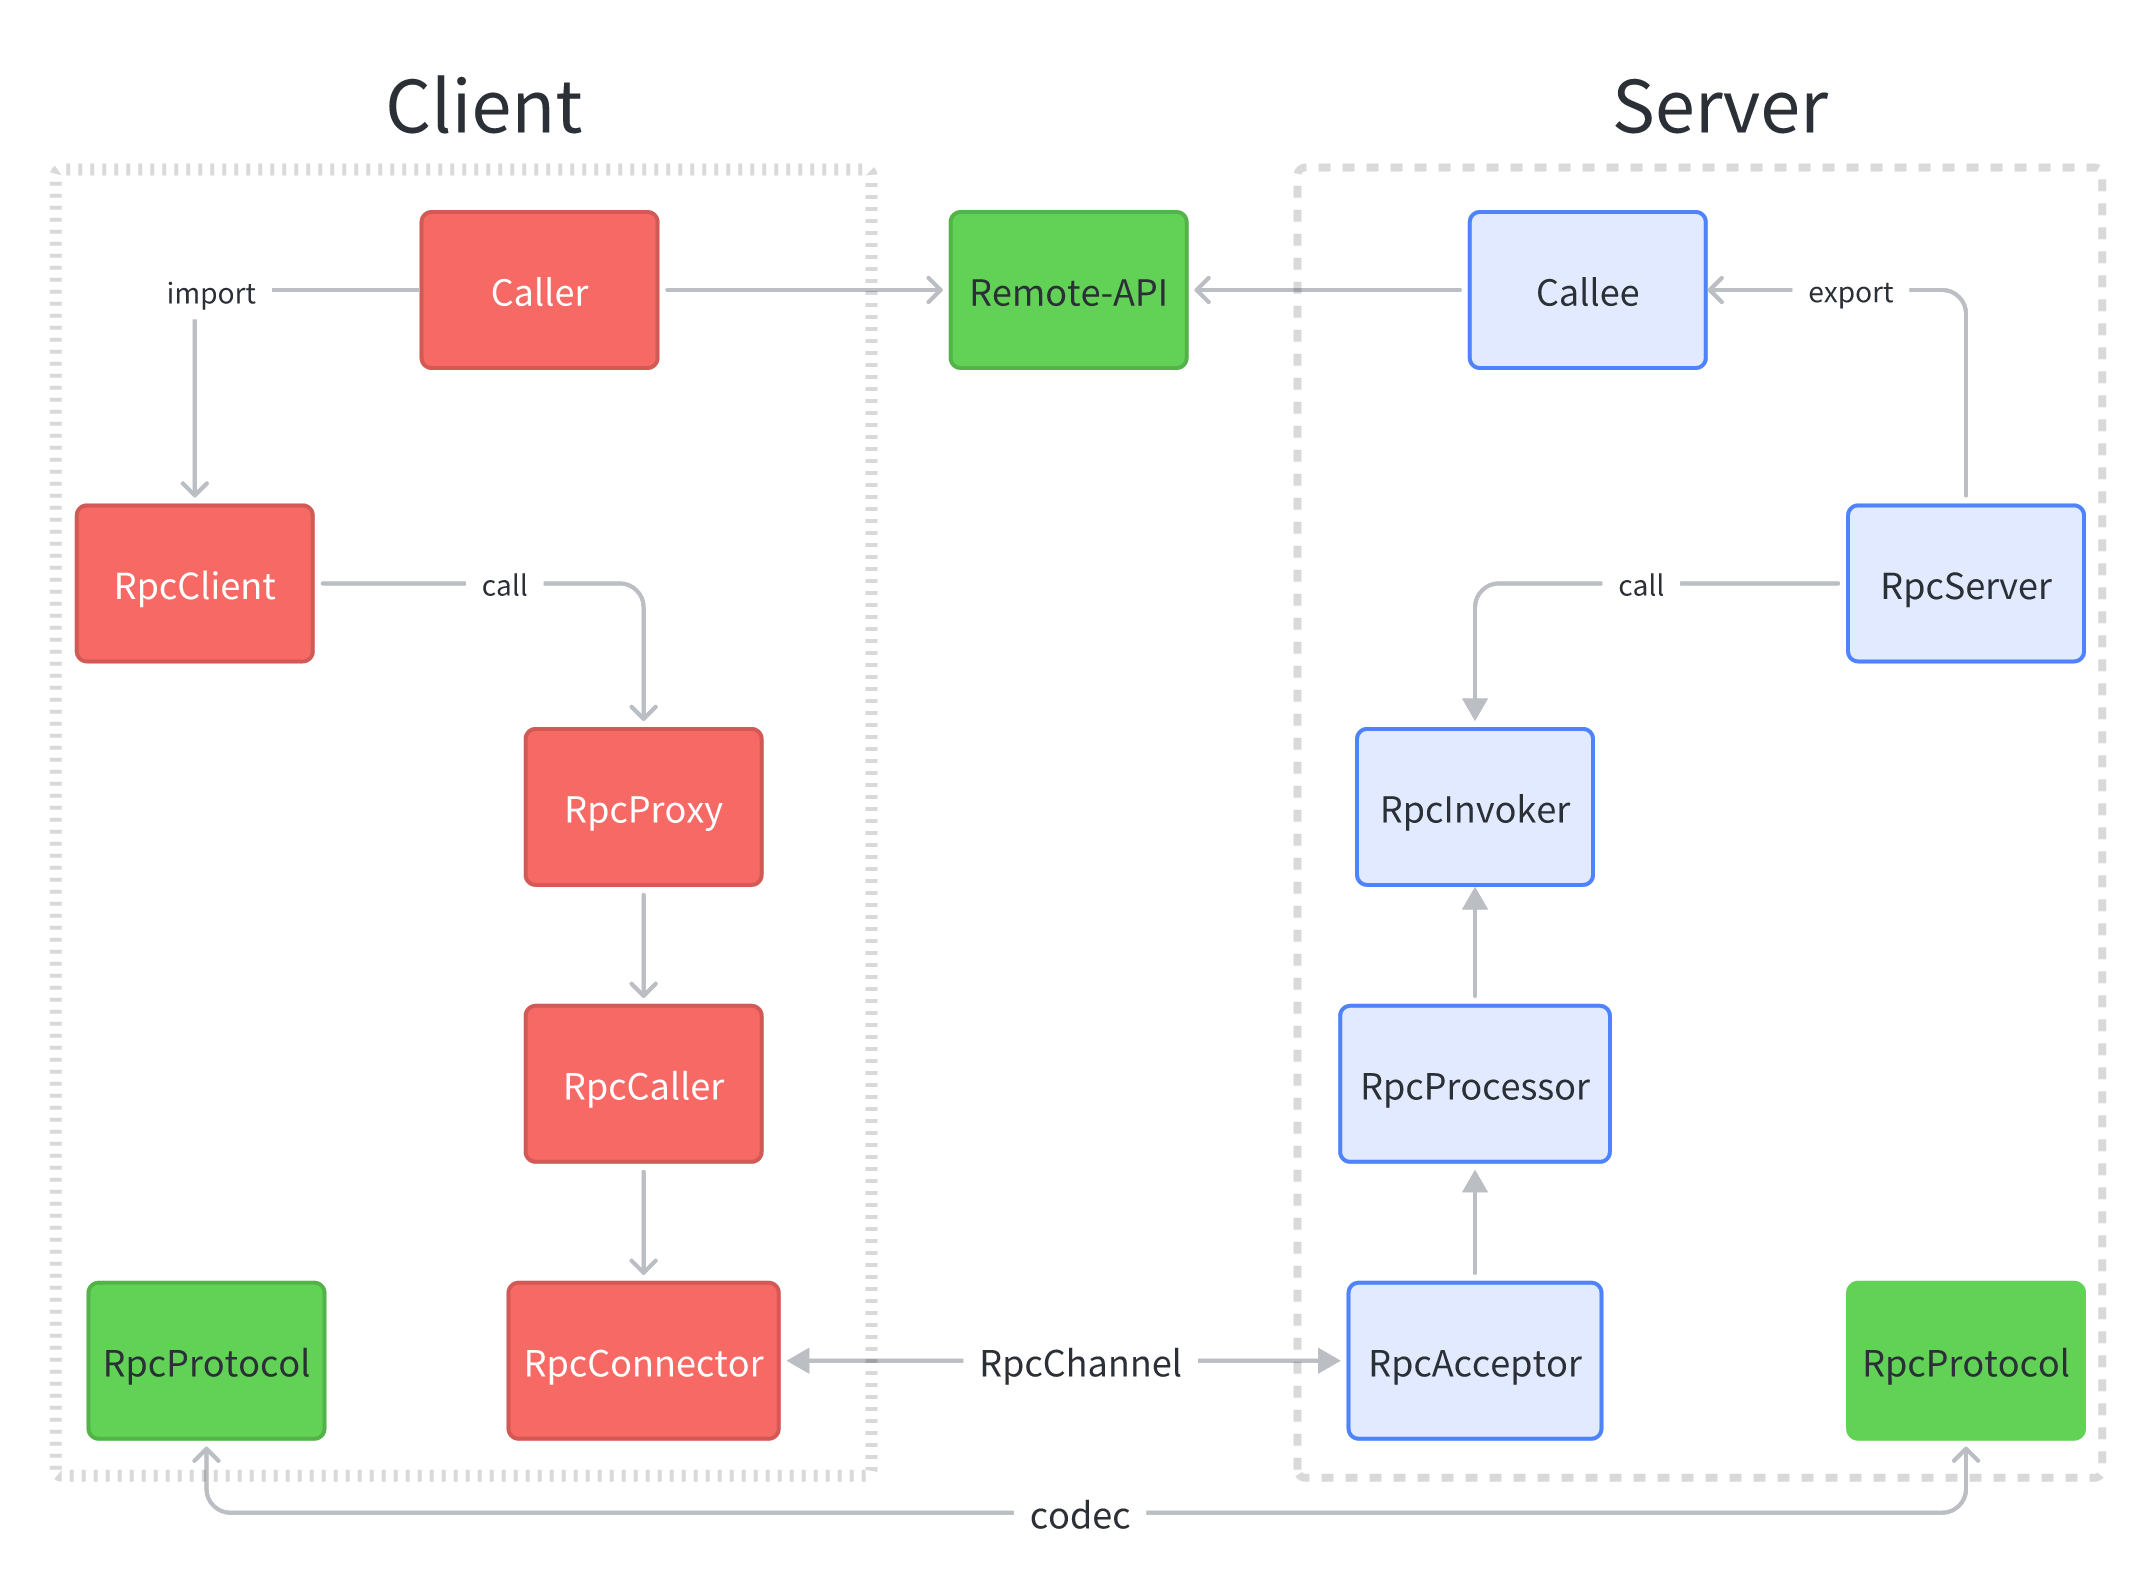 Client
Server
import
Caller
Remote-API
Callee
export
RpcClient
call
call
RpcServer
RpcProxy
RpcInvoker
RpcCaller
RpcProcessor
RpcProtocol
RpcConnector
RpcChannel
RpcAcceptor
RpcProtocol
codec